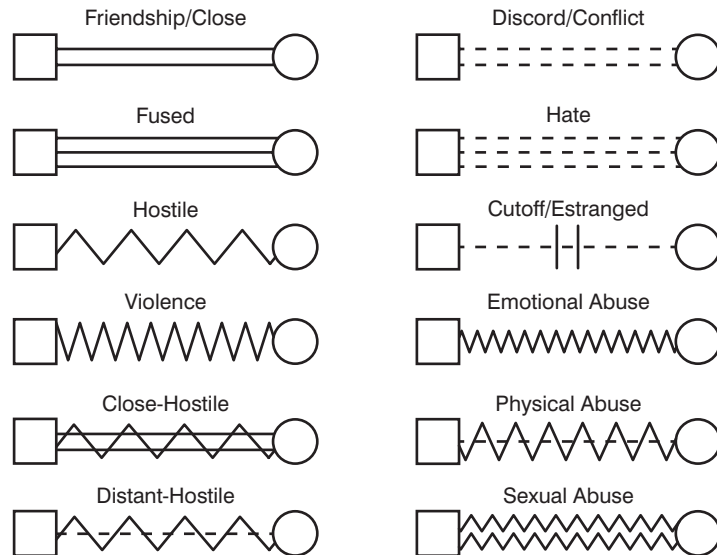 Friendship/Close
Discord/Conflict
Fused
Hate
Hostile
Cutoff/Estranged
Violence
Emotional Abuse
Close-Hostile
Physical Abuse
Distant-Hostile
Sexual Abuse